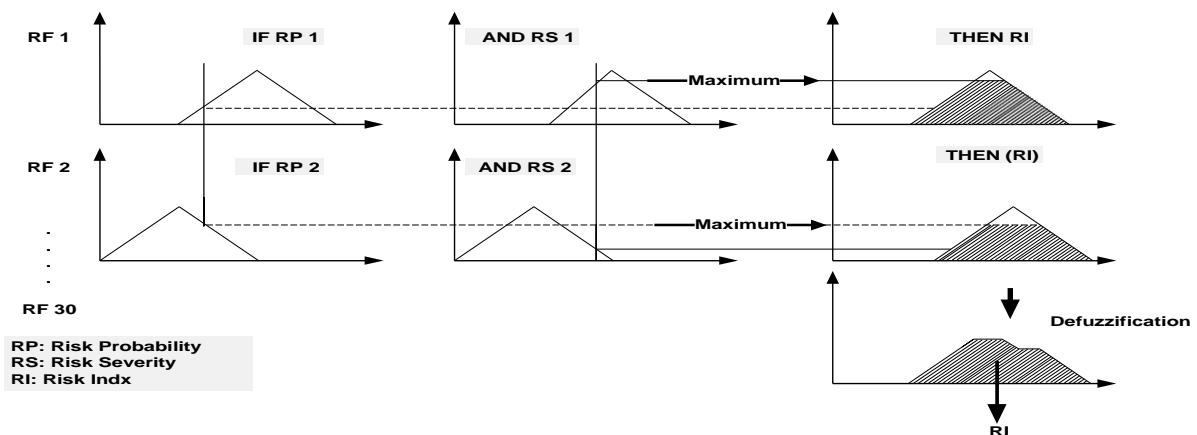 RF 1
IF RP 1
AND RS 1
THEN RI
Maximum
RF 2
IF RP 2
AND RS 2
THEN (RI)
Maximum
RF 30
Defuzzification
RP: Risk Probability
RS: Risk Severity
RI: Risk Indx
RI